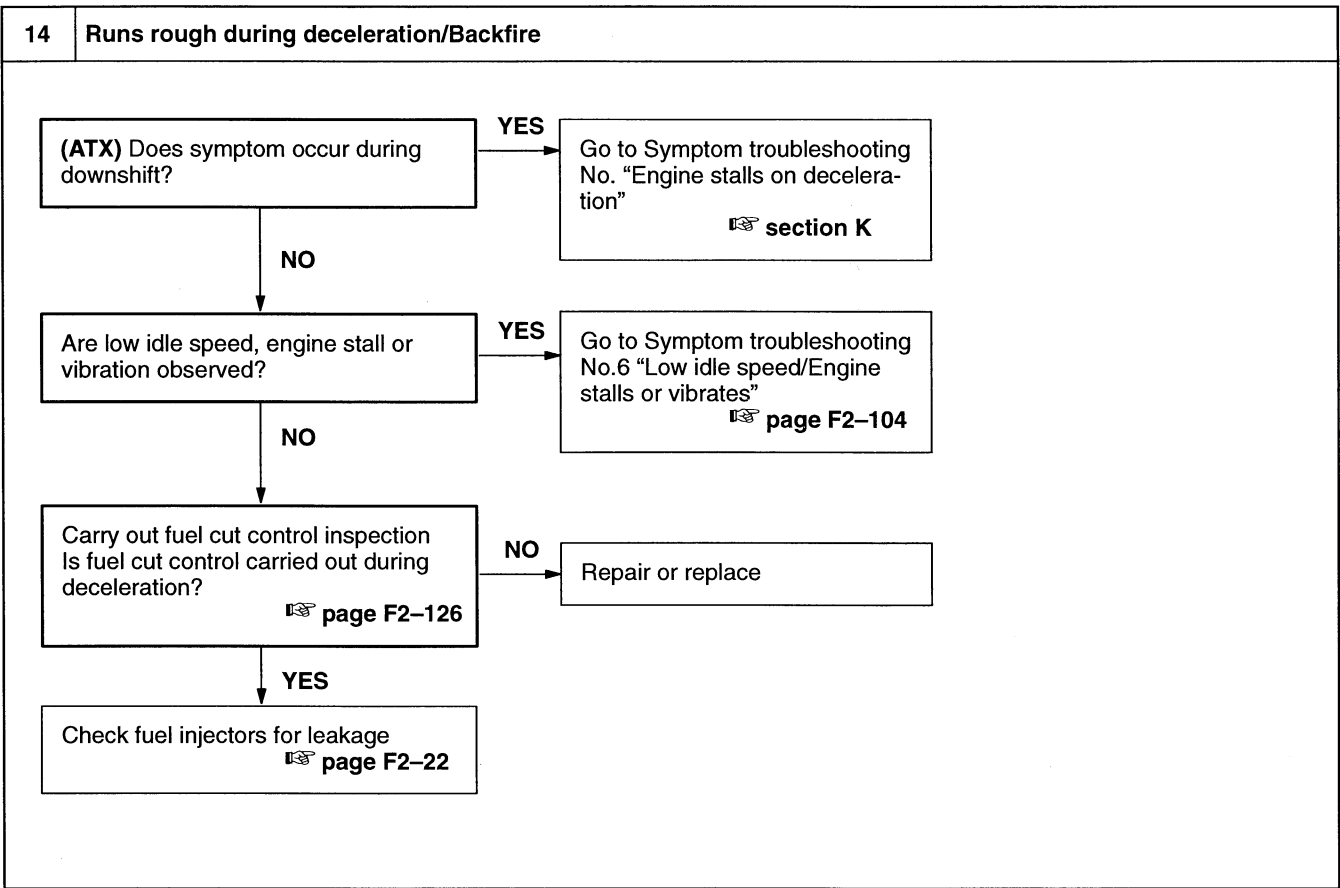 14 Runs rough during deceleration/Backfire
(ATX) Does symptom occur during
downshift?
YES
Go to Symptom troubleshooting
No. “Engine stalls on decelera-
tion”
☞ section K
NO
Are low idle speed, engine stall or
vibration observed?
YES
Go to Symptom troubleshooting
No.6 “Low idle speed/Engine
stalls or vibrates”
☞ page F2–104
NO
Carry out fuel cut control inspection
Is fuel cut control carried out during
deceleration?
☞ page F2–126
NO
Repair or replace
YES
Check fuel injectors for leakage
☞ page F2–22